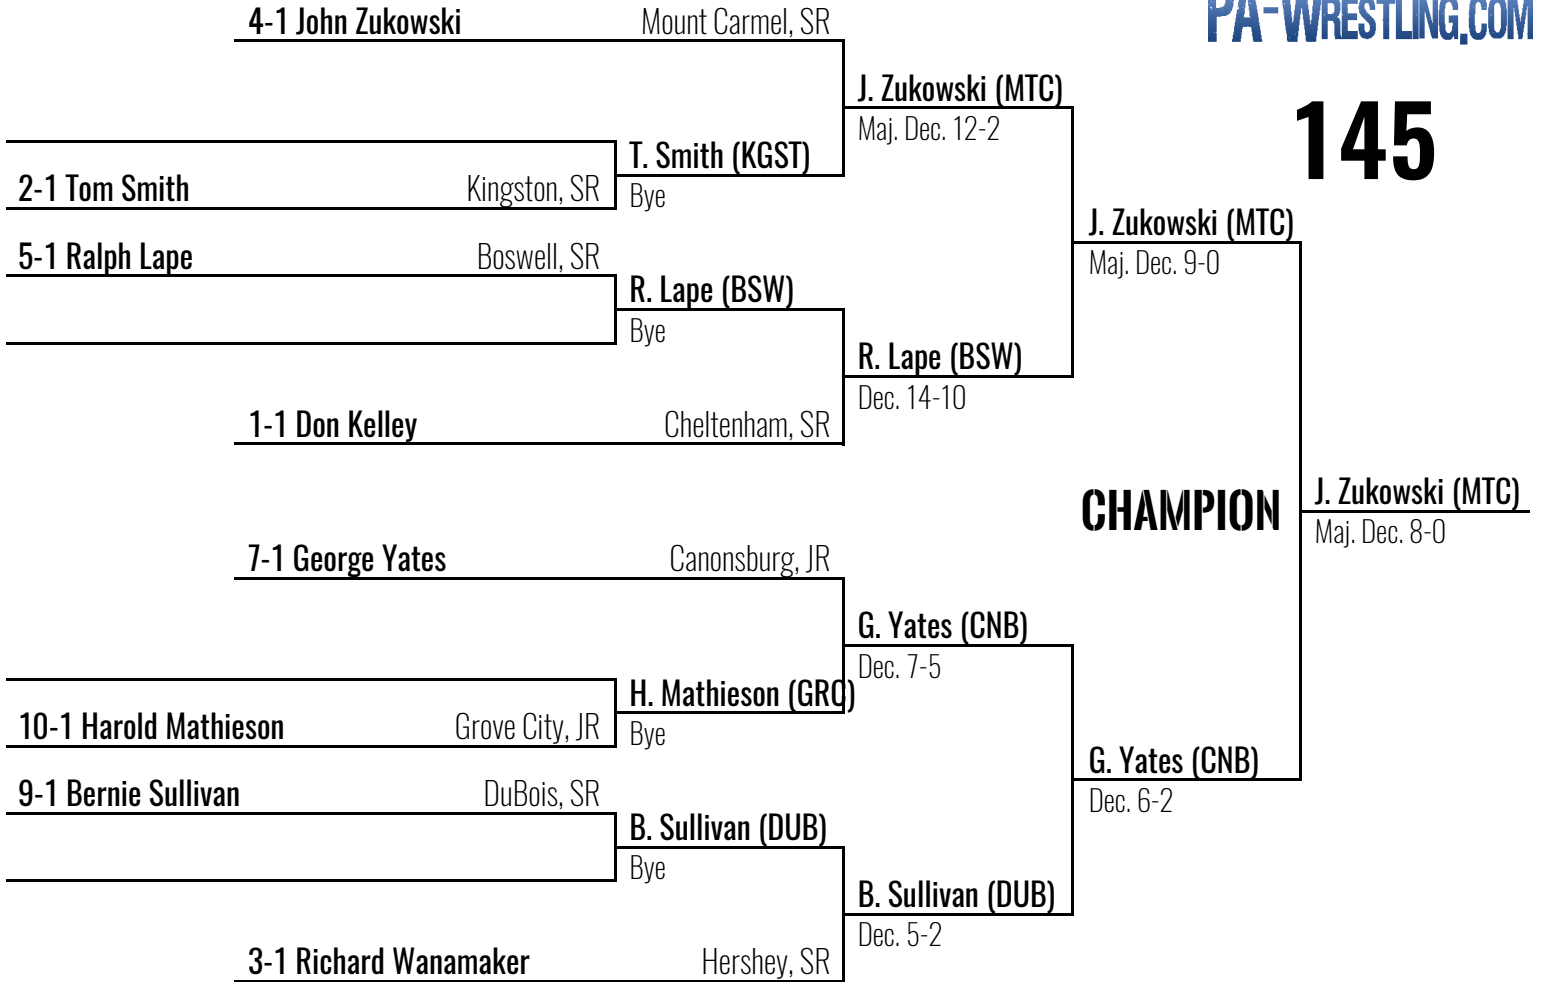 4-1 John Zukowski Mount Carmel, SR
PA-WRESTLING.COM
J. Zukowski (MTC)
Maj. Dec. 12-2
145
T. Smith (KGST)
2-1 Tom Smith Kingston, SR
Bye
J. Zukowski (MTC)
Maj. Dec. 9-0
5-1 Ralph Lape Boswell, SR
R. Lape (BSW)
Bye
R. Lape (BSW)
Dec. 14-10
1-1 Don Kelley Cheltenham, SR
CHAMPION
J. Zukowski (MTC)
Maj. Dec. 8-0
7-1 George Yates Canonsburg, JR
G. Yates (CNB)
Dec. 7-5
H. Mathieson (GRC)
10-1 Harold Mathieson Grove City, JR
Bye
G. Yates (CNB)
Dec. 6-2
9-1 Bernie Sullivan DuBois, SR
B. Sullivan (DUB)
Bye
B. Sullivan (DUB)
Dec. 5-2
3-1 Richard Wanamaker Hershey, SR